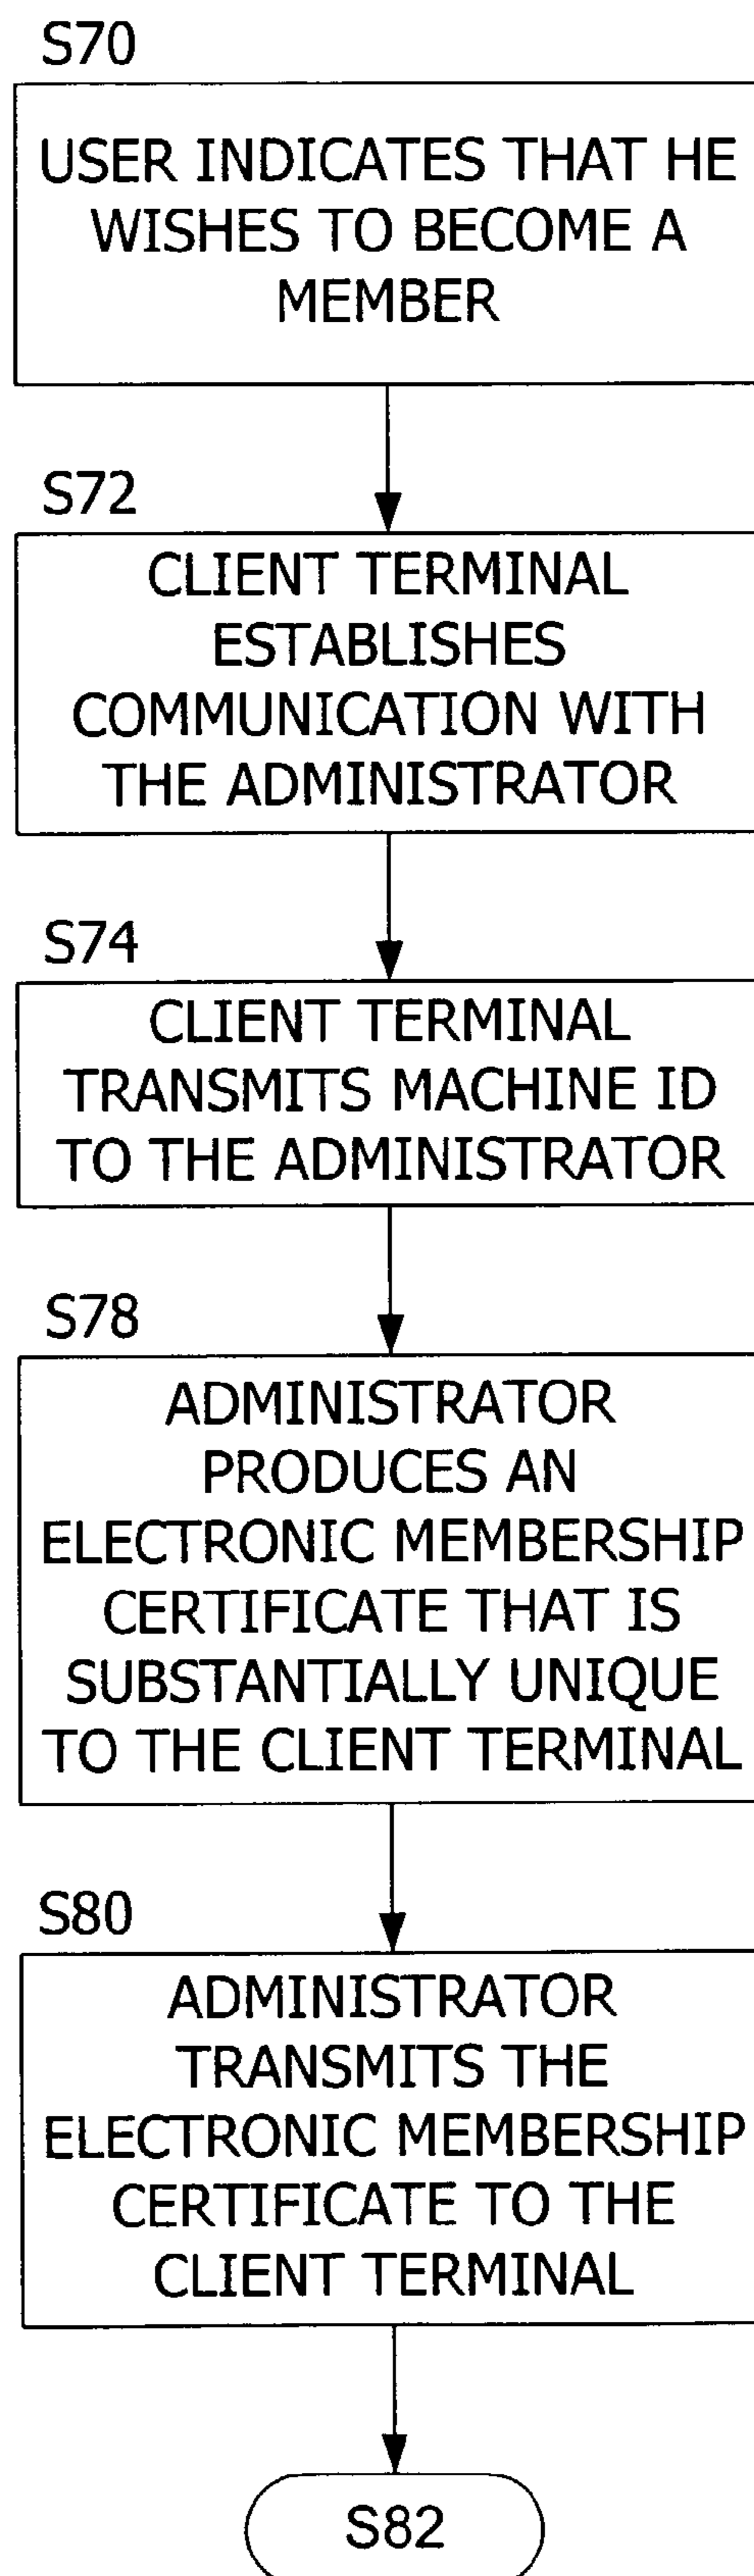 S70
USER INDICATES THAT HE
WISHES TO BECOME A
MEMBER
S72
CLIENT TERMINAL
ESTABLISHES
COMMUNICATION WITH
THE ADMINISTRATOR
S74
CLIENT TERMINAL
TRANSMITS MACHINE ID
TO THE ADMINISTRATOR
S78
ADMINISTRATOR
PRODUCES AN
ELECTRONIC MEMBERSHIP
CERTIFICATE THAT IS
SUBSTANTIALLY UNIQUE
TO THE CLIENT TERMINAL
S80
ADMINISTRATOR
TRANSMITS THE
ELECTRONIC MEMBERSHIP
CERTIFICATE TO THE
CLIENT TERMINAL
S82